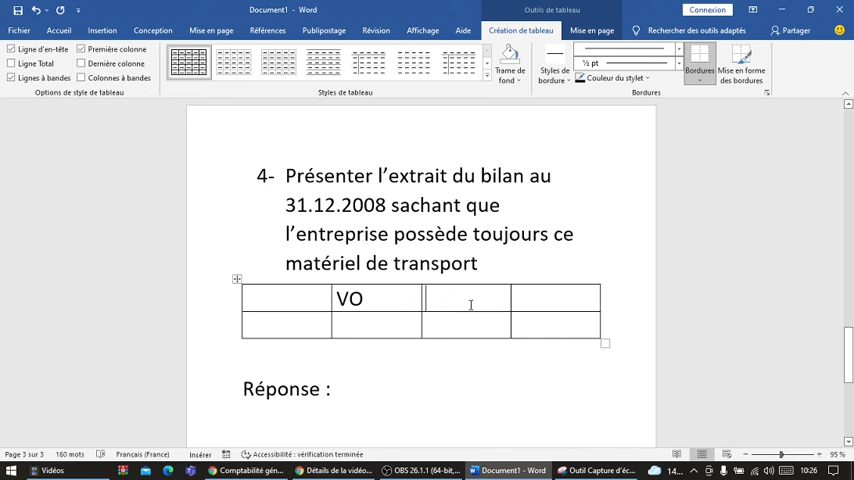 Document1 - Word
Outils de tableau
Connexion
Fichier Accueil Insertion Conception Mise en page Références Publipostage Révision Affichage Aide Création de tableau Mise en page Rechercher des outils adaptés Partager
Ligne d'en-tête Première colonne
Ligne Total Dernière colonne
Lignes à bandes Colonnes à bandes
Trame de fond
Styles de bordure
½ pt
Couleur du stylet
Bordures
Mise en forme des bordures
Options de style de tableau Styles de tableau Bordures
4- Présenter l'extrait du bilan au
31.12.2008 sachant que
l'entreprise possède toujours ce
matériel de transport
VO
Réponse :
Page 3 sur 3 160 mots Français (France) Insérer Accessibilité : vérification terminée 95 %
Vidéos Comptabilité gén... Détails de la vidéo... OBS 26.1.1 (64-bit,... Document1 - Word Outil Capture d'éc... 14... 10:26